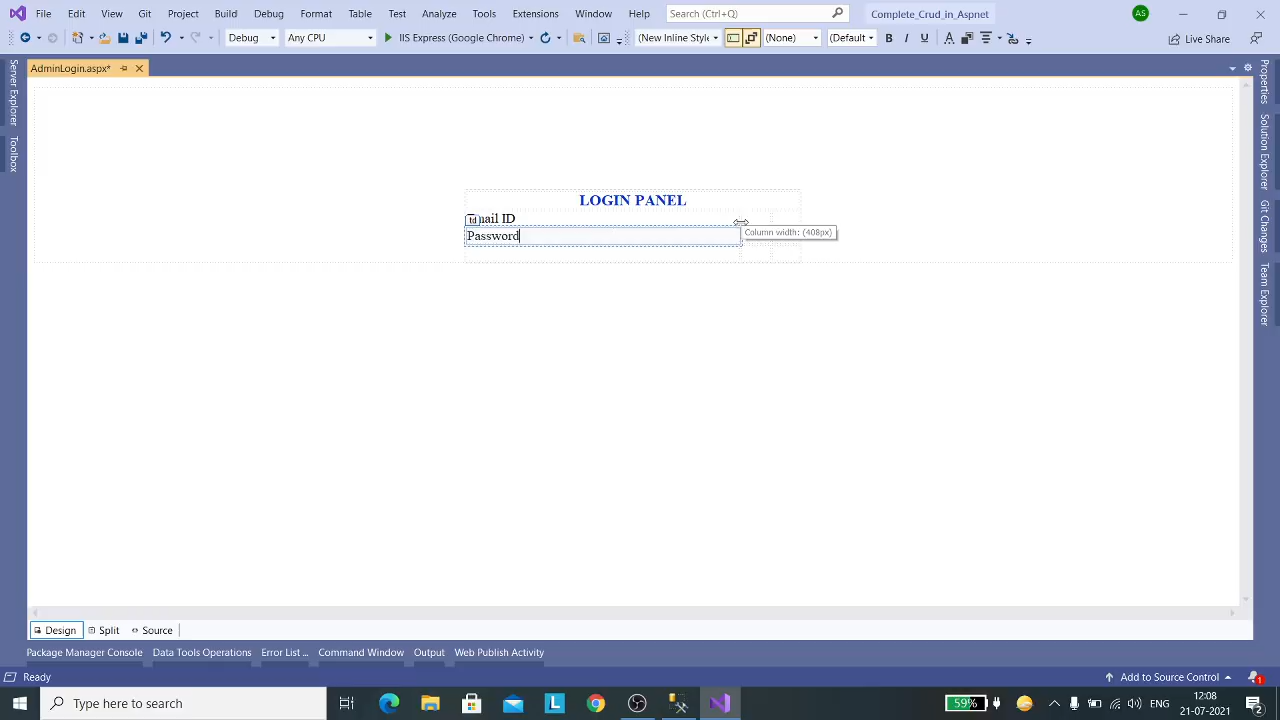 File Edit View Git Project Build Debug Format Table Test Analyze Tools Extensions Window Help Search (Ctrl+Q) Complete_Crud_in_Aspnet AS
Debug Any CPU IIS Express (Google Chrome) (New Inline Style (None) (Default B I U A Live Share
AdminLogin.aspx*
Server Explorer
Toolbox
Properties
Solution Explorer
Git Changes
Team Explorer
LOGIN PANEL
td mail ID
Password
Column width: (408px)
Design Split Source
Package Manager Console Data Tools Operations Error List ... Command Window Output Web Publish Activity
Ready Add to Source Control 1
Type here to search L 59% ENG 12:08 21-07-2021 2